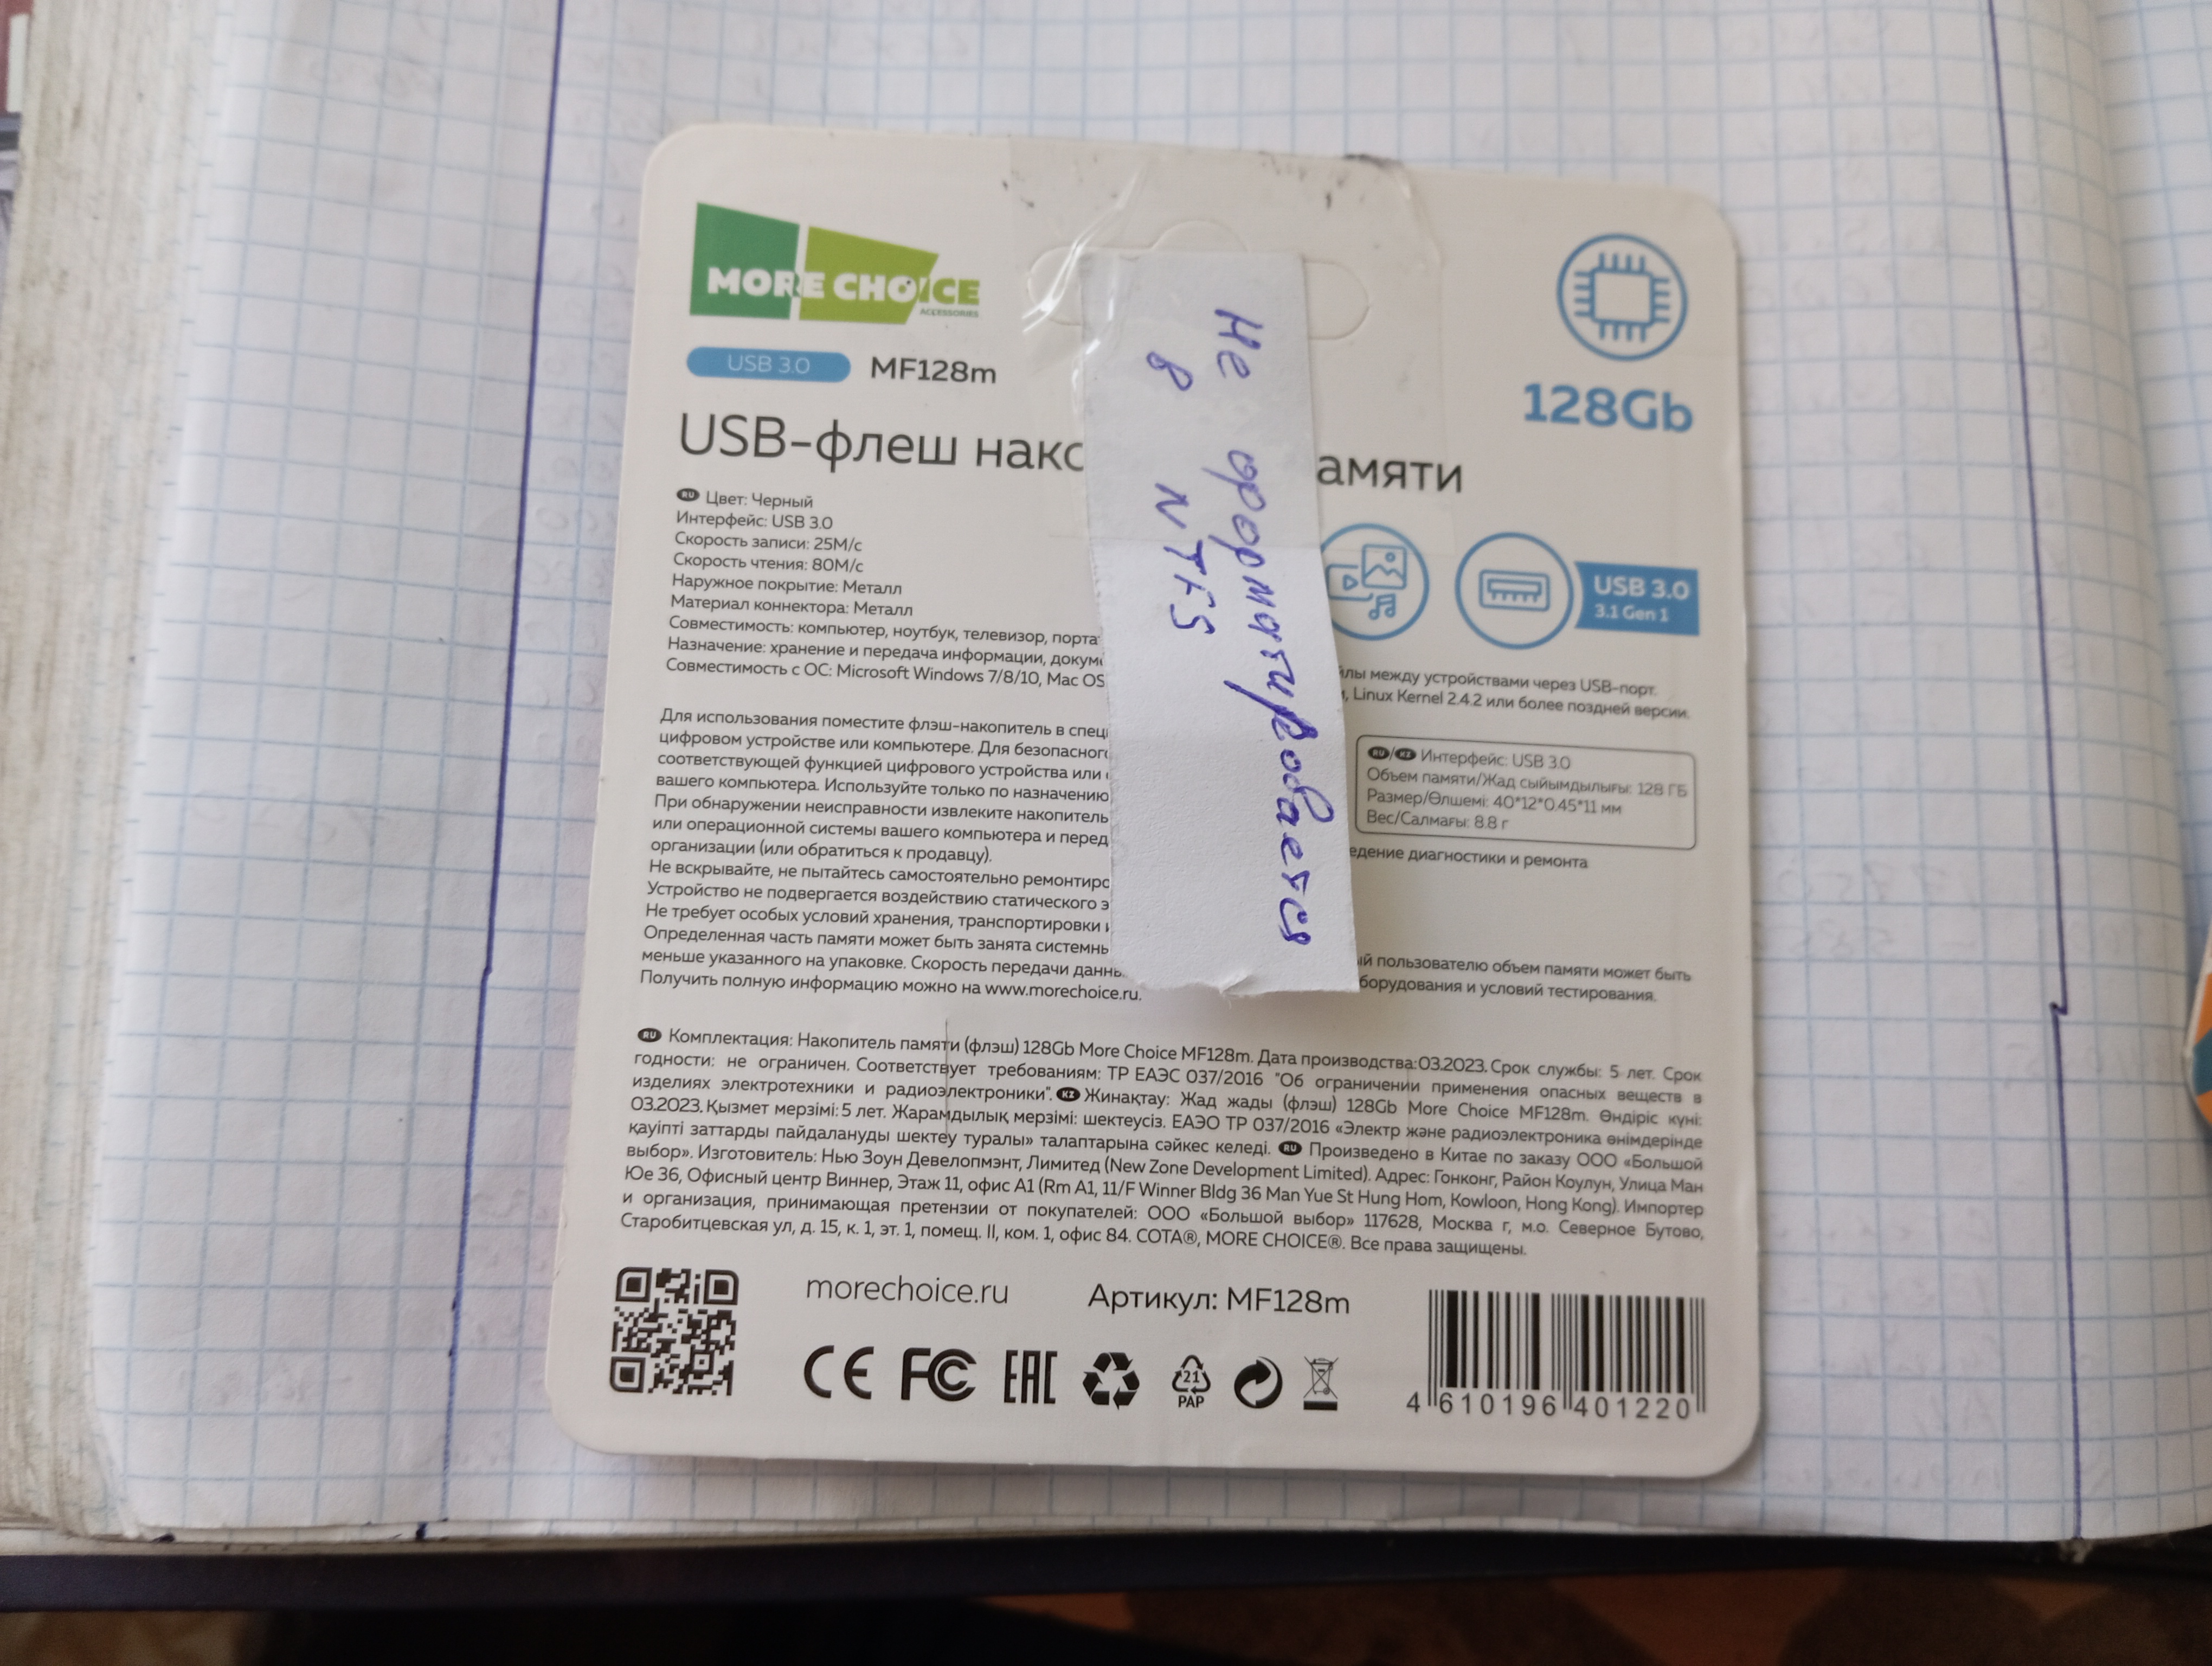 MORE CHOICE
ACCESSORIES
USB 3.0 MF128m
128Gb
USB-флеш нако
амяти
Не форматироваетсся
в NTFS
RU Цвет: Черный
Интерфейс: USB 3.0
Скорость записи: 25М/с
Скорость чтения: 80М/с
Наружное покрытие: Металл
Материал коннектора: Металл
Совместимость: компьютер, ноутбук, телевизор, порта
Назначение: хранение и передача информации, докум
Совместимость с ОС: Microsoft Windows 7/8/10, Mac OS
USB 3.0
3.1 Gen 1
лы между устройствами через USB-порт.
, Linux Kernel 2.4.2 или более поздней версии.
Для использования поместите флэш-накопитель в спец
цифровом устройстве или компьютере. Для безопасног
соответствующей функцией цифрового устройства или
вашего компьютера. Используйте только по назначению
При обнаружении неисправности извлеките накопитель
или операционной системы вашего компьютера и перед
организации (или обратиться к продавцу).
Не вскрывайте, не пытайтесь самостоятельно ремонтиро
Устройство не подвергается воздействию статического э
Не требует особых условий хранения, транспортировки и
Определенная часть памяти может быть занята системны
меньше указанного на упаковке. Скорость передачи данны
Получить полную информацию можно на www.morechoice.ru.
RU/KZ Интерфейс: USB 3.0
Объем памяти/Жад сыйымдылығы: 128 ГБ
Размер/Өлшемі: 40*12*0.45*11 мм
Вес/Салмағы: 8.8 г
едение диагностики и ремонта
ый пользователю объем памяти может быть
борудования и условий тестирования.
RU Комплектация: Накопитель памяти (флэш) 128Gb More Choice MF128m. Дата производства:03.2023. Срок службы: 5 лет. Срок
годности: не ограничен. Соответствует требованиям: ТР ЕАЭС 037/2016 "Об ограничении применения опасных веществ в
изделиях электротехники и радиоэлектроники". KZ Жинақтау: Жад жады (флэш) 128Gb More Choice MF128m. Өндіріс күні:
03.2023. Қызмет мерзімі: 5 лет. Жарамдылық мерзімі: шектеусіз. ЕАЭО ТР 037/2016 «Электр және радиоэлектроника өнімдерінде
қауіпті заттарды пайдалануды шектеу туралы» талаптарына сәйкес келеді. RU Произведено в Китае по заказу ООО «Большой
выбор». Изготовитель: Нью Зоун Девелопмэнт, Лимитед (New Zone Development Limited). Адрес: Гонконг, Район Коулун, Улица Ман
Юе 36, Офисный центр Виннер, Этаж 11, офис А1 (Rm A1, 11/F Winner Bldg 36 Man Yue St Hung Hom, Kowloon, Hong Kong). Импортер
и организация, принимающая претензии от покупателей: ООО «Большой выбор» 117628, Москва г, м.о. Северное Бутово,
Старобитцевская ул, д. 15, к. 1, эт. 1, помещ. II, ком. 1, офис 84. COTA®, MORE CHOICE®. Все права защищены.
morechoice.ru Артикул: MF128m
CE FC EAC 21 PAP
4 610196 401220